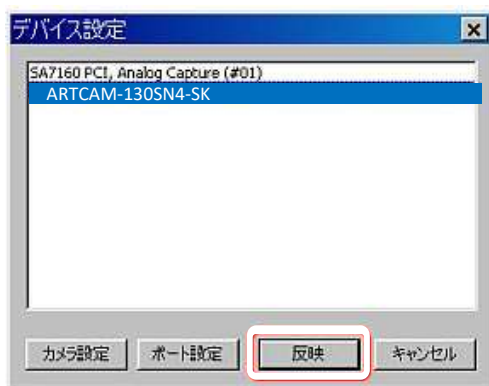 デバイス設定
SA7160 PCI, Analog Capture (#01)
ARTCAM-130SN4-SK
カメラ設定 ポート設定 反映 キャンセル